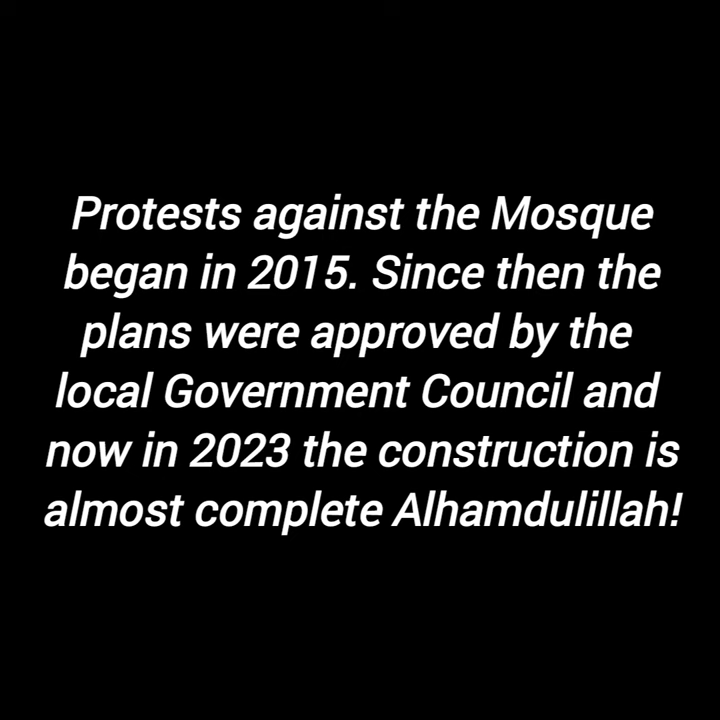 Protests against the Mosque
began in 2015. Since then the
plans were approved by the
local Government Council and
now in 2023 the construction is
almost complete Alhamdulillah!